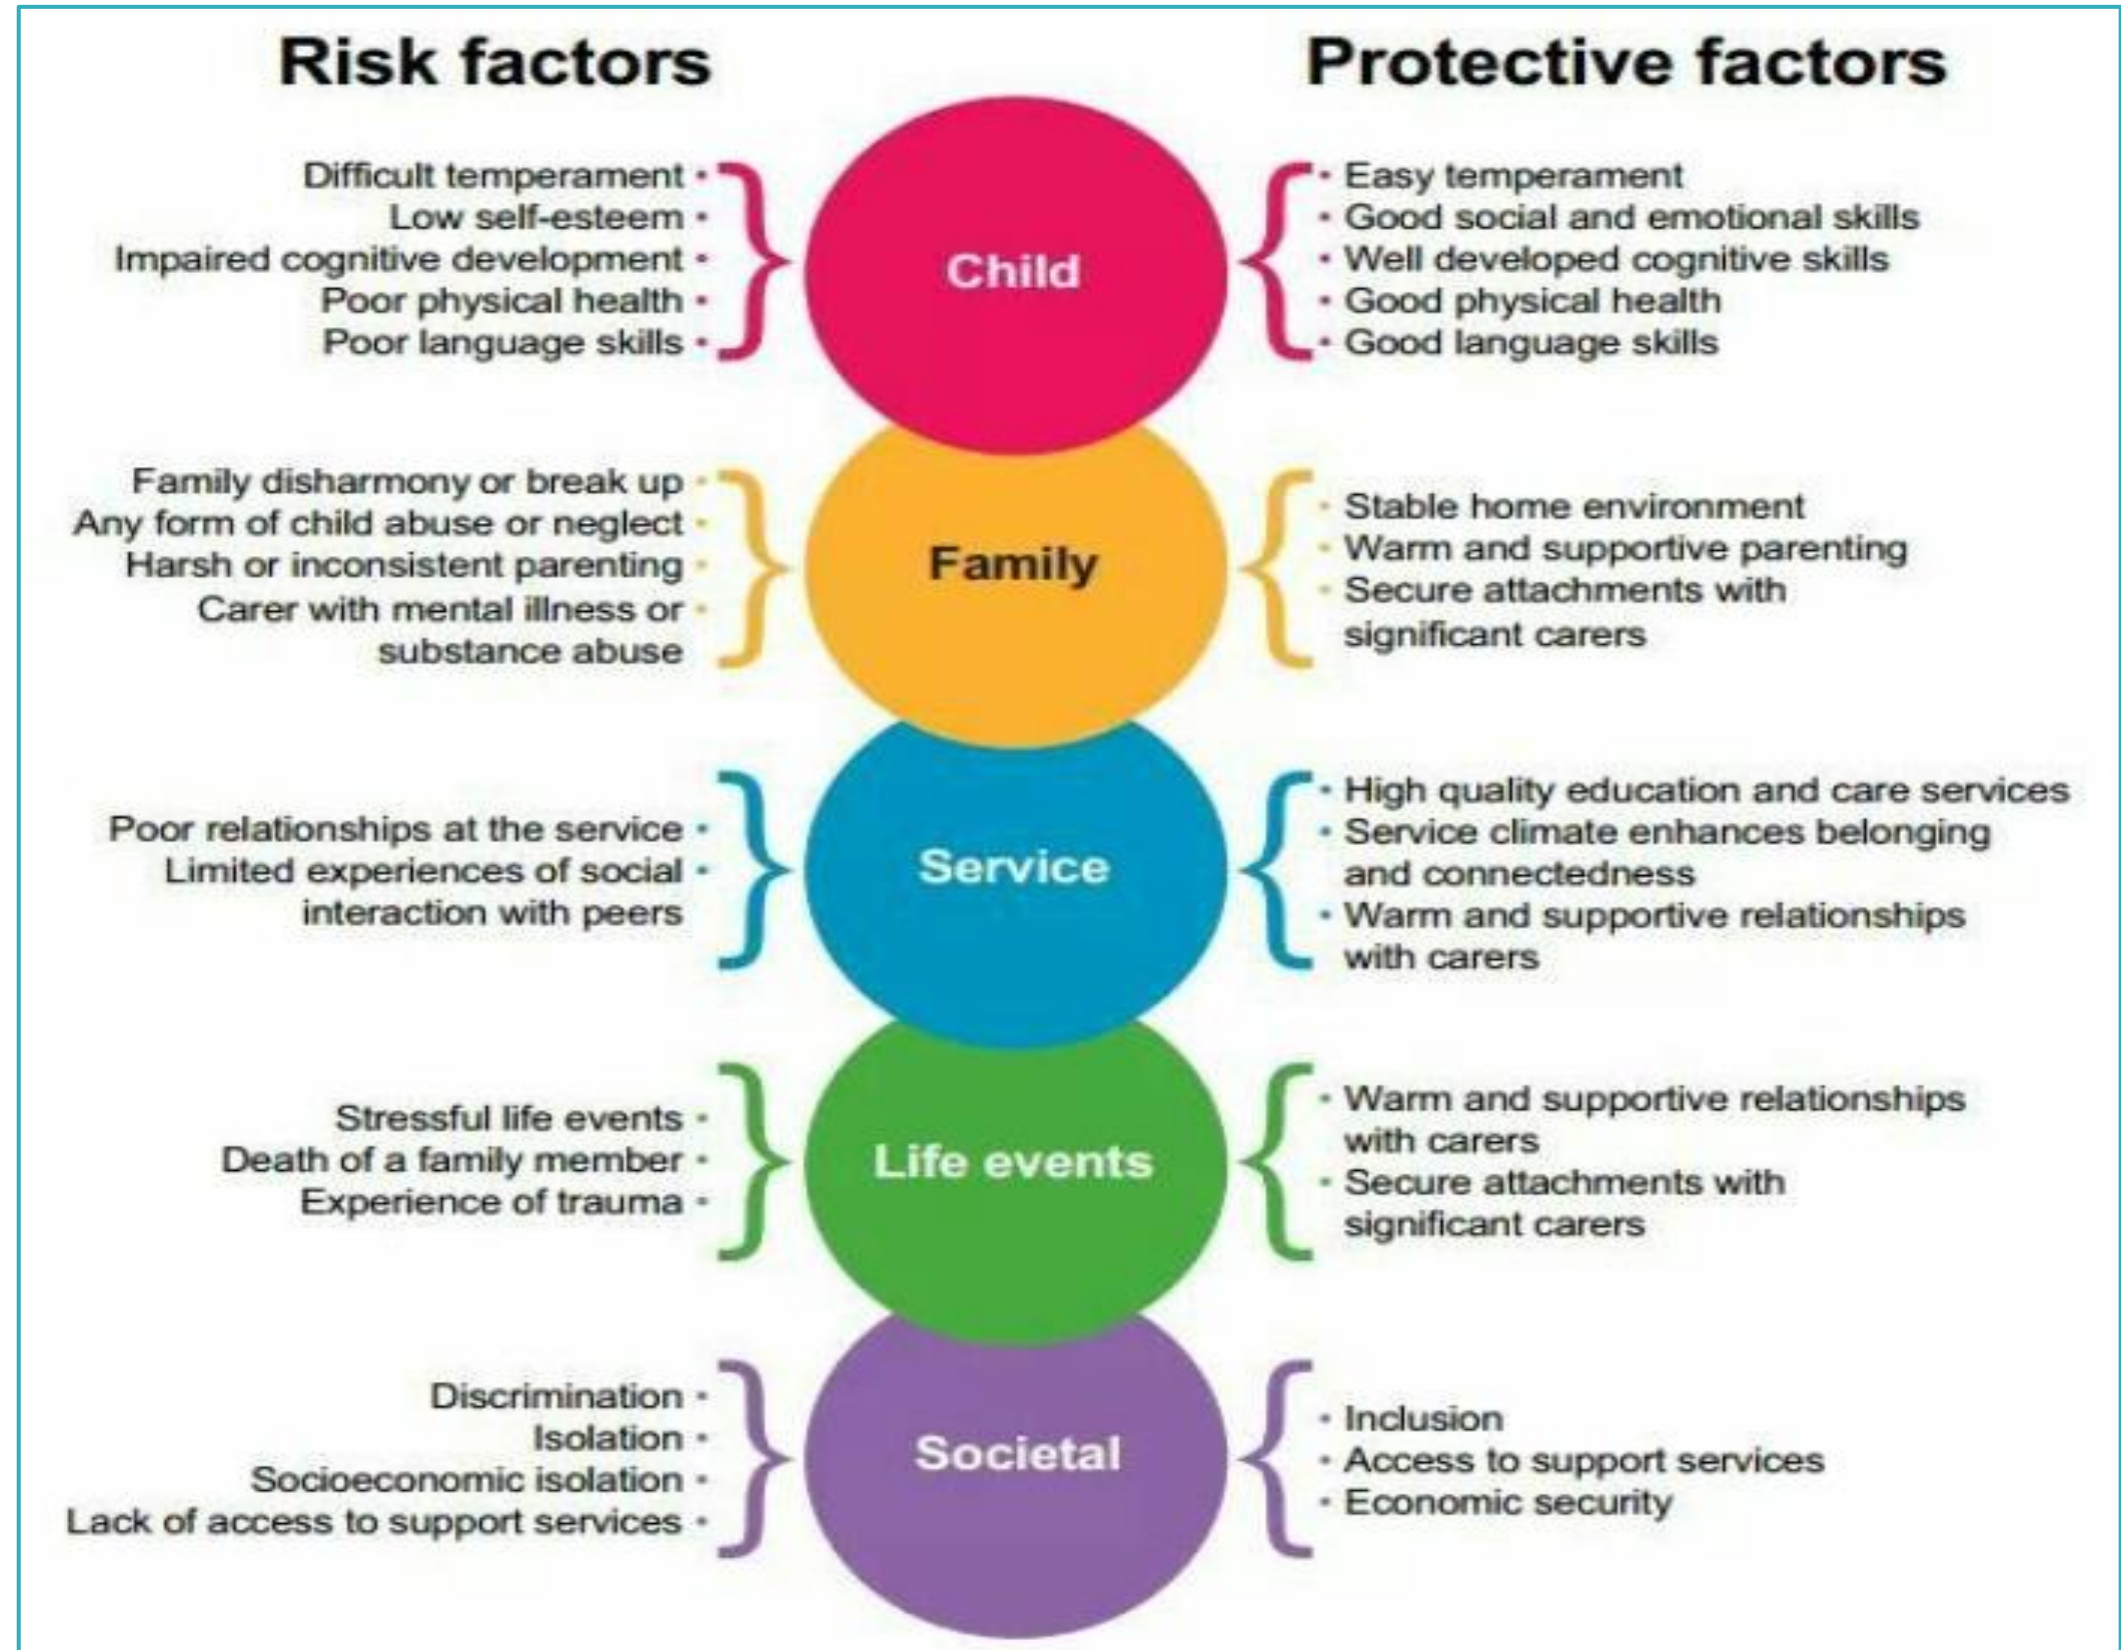 Risk factors
Protective factors
Difficult temperament •
Low self-esteem •
Impaired cognitive development •
Poor physical health •
Poor language skills •
Child
• Easy temperament
• Good social and emotional skills
• Well developed cognitive skills
• Good physical health
• Good language skills
Family disharmony or break up •
Any form of child abuse or neglect •
Harsh or inconsistent parenting •
Carer with mental illness or •
substance abuse
Family
• Stable home environment
• Warm and supportive parenting
• Secure attachments with
significant carers
Poor relationships at the service •
Limited experiences of social •
interaction with peers
Service
• High quality education and care services
• Service climate enhances belonging
and connectedness
• Warm and supportive relationships
with carers
Stressful life events •
Death of a family member •
Experience of trauma •
Life events
• Warm and supportive relationships
with carers
• Secure attachments with
significant carers
Discrimination •
Isolation •
Socioeconomic isolation •
Lack of access to support services •
Societal
• Inclusion
• Access to support services
• Economic security